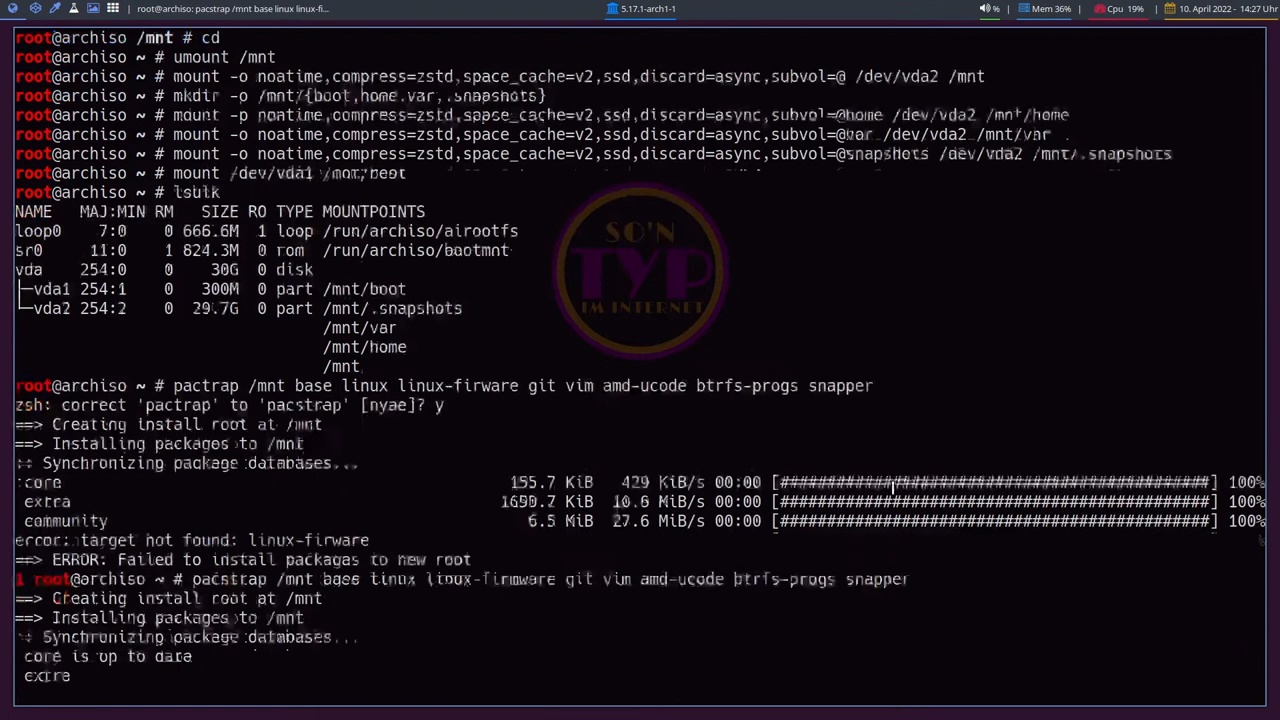 root@archiso: pacstrap /mnt base linux linux-fi...
5.17.1-arch1-1
% Mem 36% Cpu 19% 10. April 2022 - 14:27 Uhr
root@archiso /mnt # cd
root@archiso ~ # umount /mnt
root@archiso ~ # mount -o noatime,compress=zstd,space_cache=v2,ssd,discard=async,subvol=@ /dev/vda2 /mnt
root@archiso ~ # mkdir -p /mnt/{boot,home,var,.snapshots}
root@archiso ~ # mount -o noatime,compress=zstd,space_cache=v2,ssd,discard=async,subvol=@home /dev/vda2 /mnt/home
root@archiso ~ # mount -o noatime,compress=zstd,space_cache=v2,ssd,discard=async,subvol=@var /dev/vda2 /mnt/var
root@archiso ~ # mount -o noatime,compress=zstd,space_cache=v2,ssd,discard=async,subvol=@snapshots /dev/vda2 /mnt/.snapshots
root@archiso ~ # mount /dev/vda1 /mnt/boot
root@archiso ~ # lsblk
NAME MAJ:MIN RM SIZE RO TYPE MOUNTPOINTS
loop0 7:0 0 666.6M 1 loop /run/archiso/airootfs
sr0 11:0 1 824.3M 0 rom /run/archiso/bootmnt
vda 254:0 0 30G 0 disk
├─vda1 254:1 0 300M 0 part /mnt/boot
└─vda2 254:2 0 29.7G 0 part /mnt/.snapshots
/mnt/var
/mnt/home
/mnt
SO'N
TYP
IM INTERNET
root@archiso ~ # pactrap /mnt base linux linux-firware git vim amd-ucode btrfs-progs snapper
zsh: correct 'pactrap' to 'pacstrap' [nyae]? y
==> Creating install root at /mnt
==> Installing packages to /mnt
:: Synchronizing package databases...
core 155.7 KiB 429 KiB/s 00:00 [##############################################] 100%
extra 10.6 MiB/s 00:00 [##############################################] 100%
community 6.5 MiB 27.6 MiB/s 00:00 [##############################################] 100%
error: target not found: linux-firware
==> ERROR: Failed to install packages to new root
1 root@archiso ~ # pacstrap /mnt base linux linux-firmware git vim amd-ucode btrfs-progs snapper
==> Creating install root at /mnt
==> Installing packages to /mnt
:: Synchronizing package databases...
core is up to